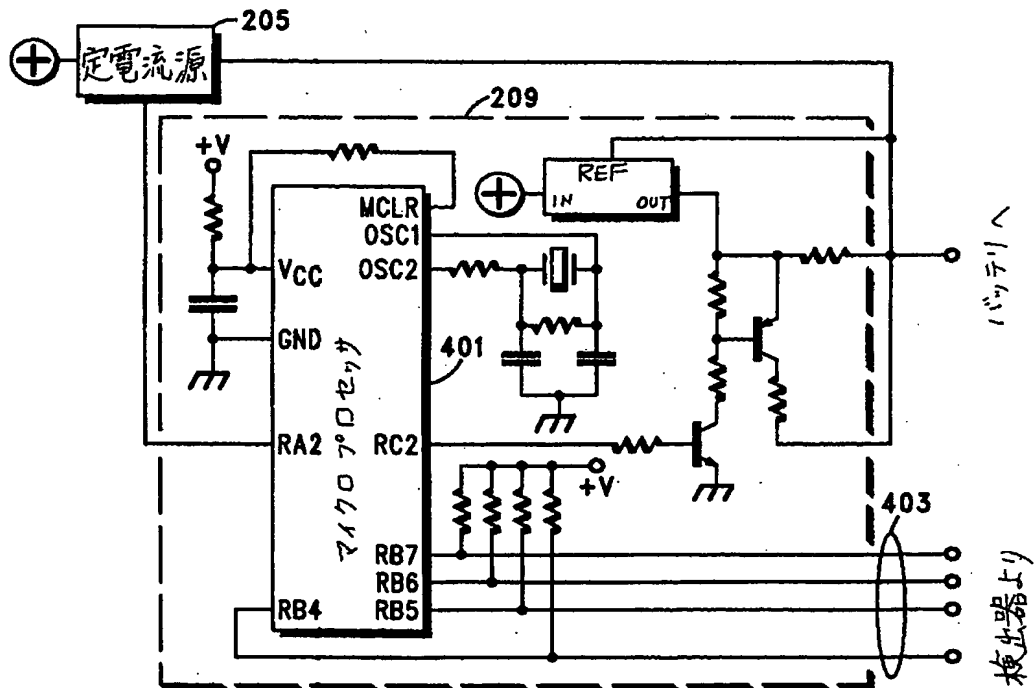 205
定電流源
209
+V
REF
IN
OUT
MCLR
OSC1
VCC
OSC2
GND
401
マイクロプロセッサ
バッテリへ
RA2
RC2
+V
403
RB7
RB6
RB4
RB5
検出器より